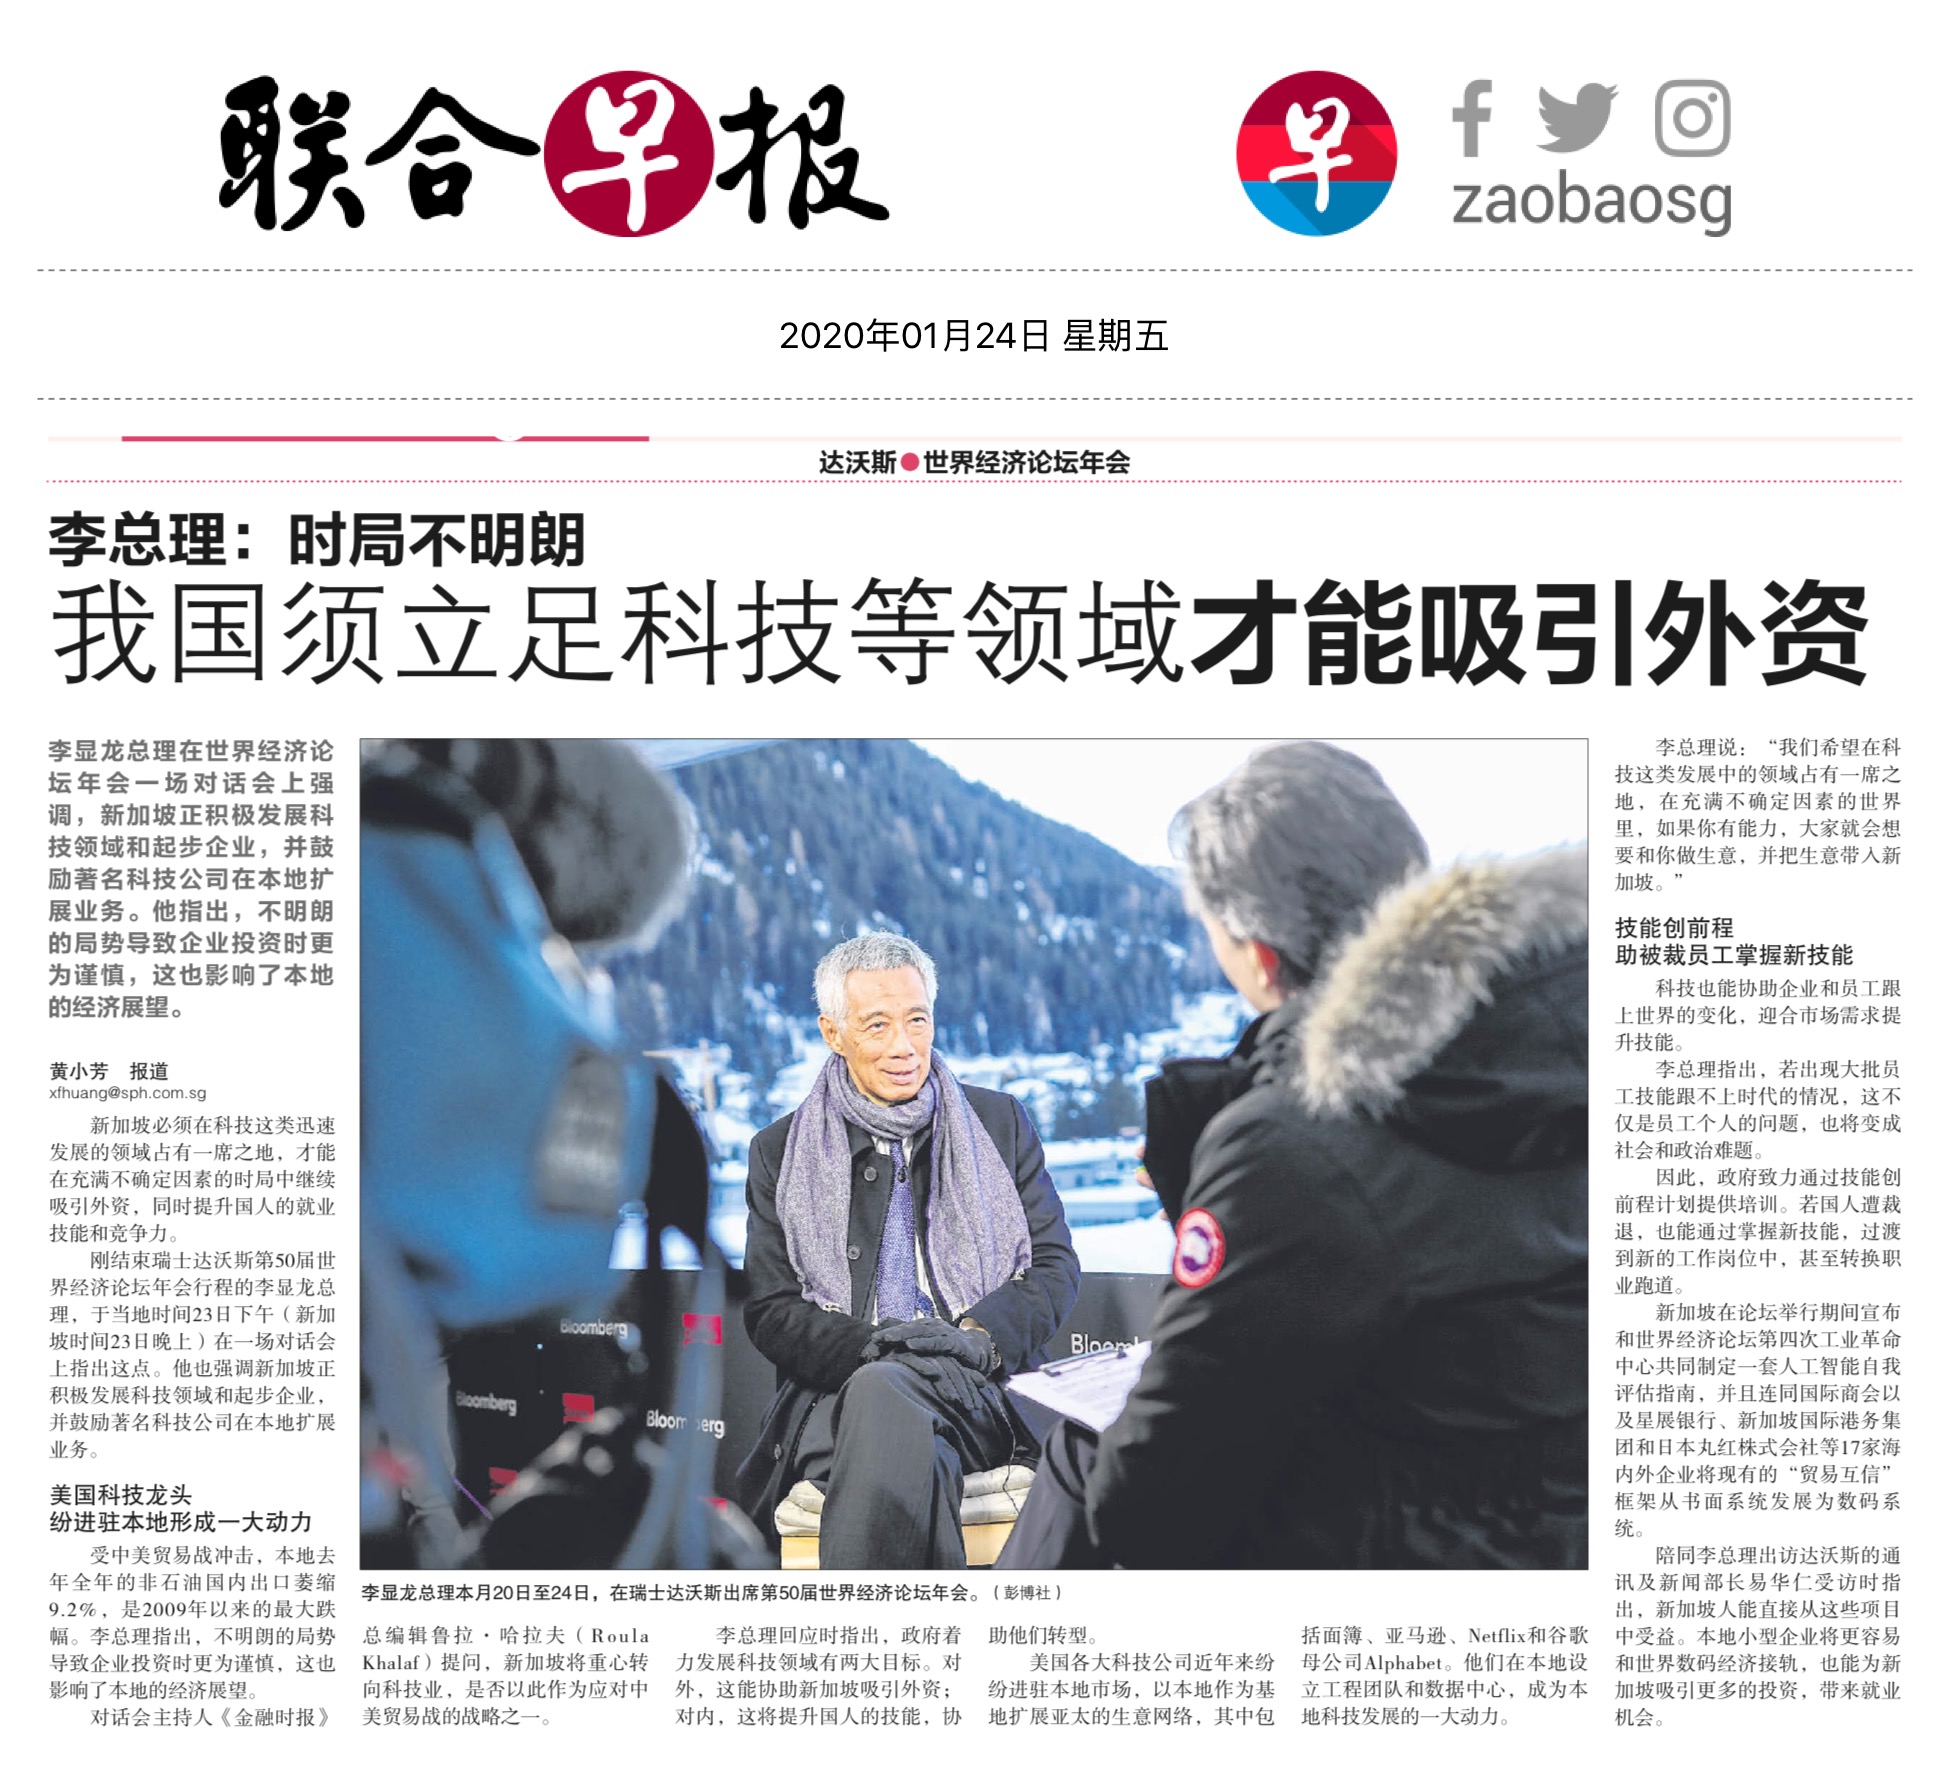 联合早报
早
zaobaosg
2020年01月24日 星期五
达沃斯●世界经济论坛年会
李总理：时局不明朗
我国须立足科技等领域才能吸引外资
李显龙总理在世界经济论
坛年会一场对话会上强
调，新加坡正积极发展科
技领域和起步企业，并鼓
励著名科技公司在本地扩
展业务。他指出，不明朗
的局势导致企业投资时更
为谨慎，这也影响了本地
的经济展望。
黄小芳　报道
xfhuang@sph.com.sg
新加坡必须在科技这类迅速
发展的领域占有一席之地，才能
在充满不确定因素的时局中继续
吸引外资，同时提升国人的就业
技能和竞争力。
刚结束瑞士达沃斯第50届世
界经济论坛年会行程的李显龙总
理，于当地时间23日下午（新加
坡时间23日晚上）在一场对话会
上指出这点。他也强调新加坡正
积极发展科技领域和起步企业，
并鼓励著名科技公司在本地扩展
业务。
美国科技龙头
纷进驻本地形成一大动力
受中美贸易战冲击，本地去
年全年的非石油国内出口萎缩
9.2%，是2009年以来的最大跌
幅。李总理指出，不明朗的局势
导致企业投资时更为谨慎，这也
影响了本地的经济展望。
对话会主持人《金融时报》
Bloomberg
Bloomberg
Bloomberg
Bloom
李显龙总理本月20日至24日，在瑞士达沃斯出席第50届世界经济论坛年会。（彭博社）
总编辑鲁拉·哈拉夫（Roula
Khalaf）提问，新加坡将重心转
向科技业，是否以此作为应对中
美贸易战的战略之一。
李总理回应时指出，政府着
力发展科技领域有两大目标。对
外，这能协助新加坡吸引外资；
对内，这将提升国人的技能，协
助他们转型。
美国各大科技公司近年来纷
纷进驻本地市场，以本地作为基
地扩展亚太的生意网络，其中包
括面簿、亚马逊、Netflix和谷歌
母公司Alphabet。他们在本地设
立工程团队和数据中心，成为本
地科技发展的一大动力。
李总理说：“我们希望在科
技这类发展中的领域占有一席之
地，在充满不确定因素的世界
里，如果你有能力，大家就会想
要和你做生意，并把生意带入新
加坡。”
技能创前程
助被裁员工掌握新技能
科技也能协助企业和员工跟
上世界的变化，迎合市场需求提
升技能。
李总理指出，若出现大批员
工技能跟不上时代的情况，这不
仅是员工个人的问题，也将变成
社会和政治难题。
因此，政府致力通过技能创
前程计划提供培训。若国人遭裁
退，也能通过掌握新技能，过渡
到新的工作岗位中，甚至转换职
业跑道。
新加坡在论坛举行期间宣布
和世界经济论坛第四次工业革命
中心共同制定一套人工智能自我
评估指南，并且连同国际商会以
及星展银行、新加坡国际港务集
团和日本丸红株式会社等17家海
内外企业将现有的“贸易互信”
框架从书面系统发展为数码系
统。
陪同李总理出访达沃斯的通
讯及新闻部长易华仁受访时指
出，新加坡人能直接从这些项目
中受益。本地小型企业将更容易
和世界数码经济接轨，也能为新
加坡吸引更多的投资，带来就业
机会。